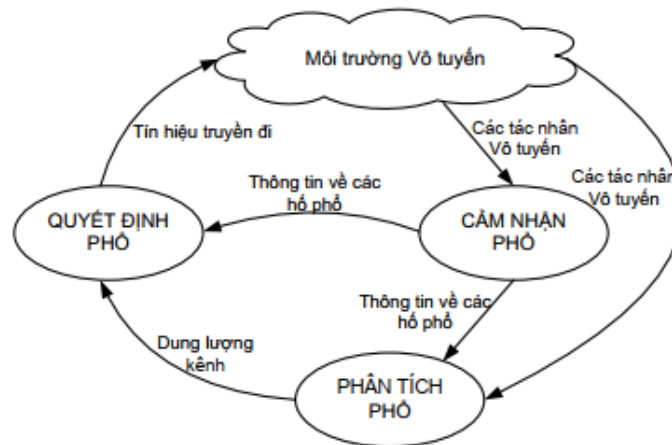 Môi trường Vô tuyến
Tín hiệu truyền đi
Các tác nhân
Vô tuyến
Các tác nhân
Vô tuyến
Thông tin về các
hố phổ
QUYẾT ĐỊNH
PHỔ
CẢM NHẬN
PHỔ
Thông tin về các
hố phổ
Dung lượng
kênh
PHÂN TÍCH
PHỔ